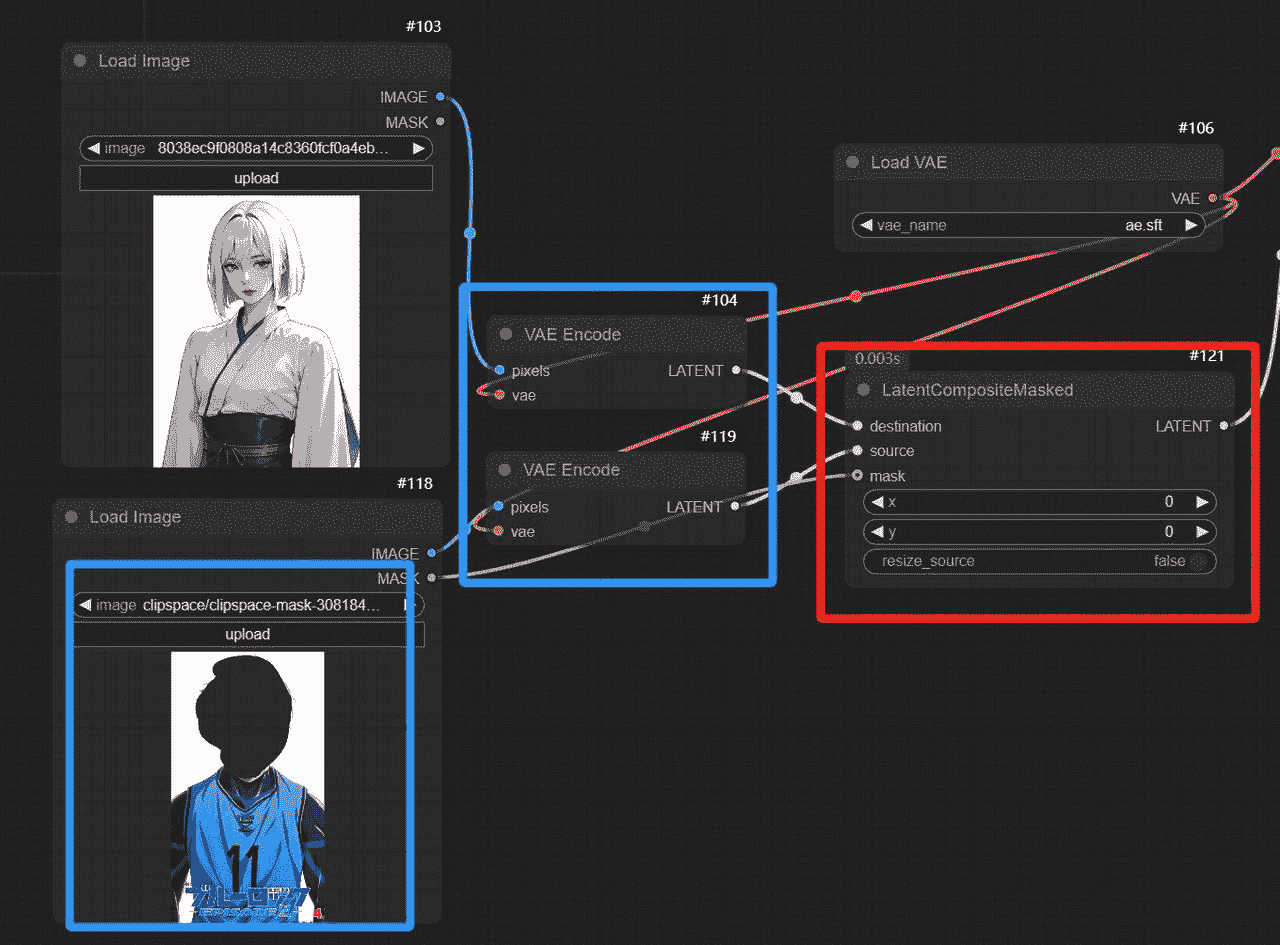 #103
Load Image
IMAGE
MASK
image 8038ec9f0808a14c8360fcf0a4eb...
upload
#106
Load VAE
VAE
vae_name ae.sft
#104
VAE Encode
pixels LATENT
vae
#119
VAE Encode
pixels LATENT
vae
0.003s
#121
LatentCompositeMasked
destination LATENT
source
mask
x 0
y 0
resize_source false
#118
Load Image
IMAGE
MASK
image clipspace/clipspace-mask-308184...
upload
11